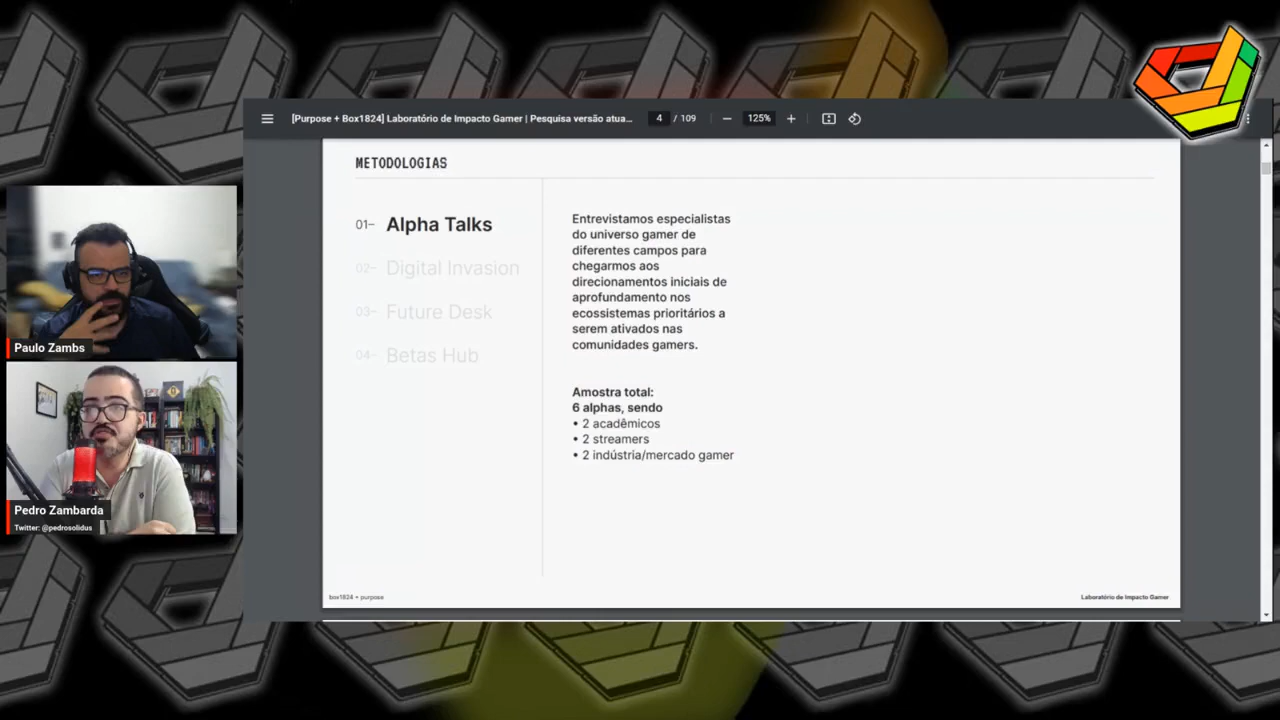 [Purpose + Box1824] Laboratório de Impacto Gamer | Pesquisa versão atua...
4 / 109
125%
METODOLOGIAS
01– Alpha Talks
02– Digital Invasion
03– Future Desk
04– Betas Hub
Entrevistamos especialistas
do universo gamer de
diferentes campos para
chegarmos aos
direcionamentos iniciais de
aprofundamento nos
ecossistemas prioritários a
serem ativados nas
comunidades gamers.
Amostra total:
6 alphas, sendo
• 2 acadêmicos
• 2 streamers
• 2 indústria/mercado gamer
box1824 + purpose
Laboratório de Impacto Gamer
Paulo Zambs
Pedro Zambarda
Twitter: @pedrosolidus